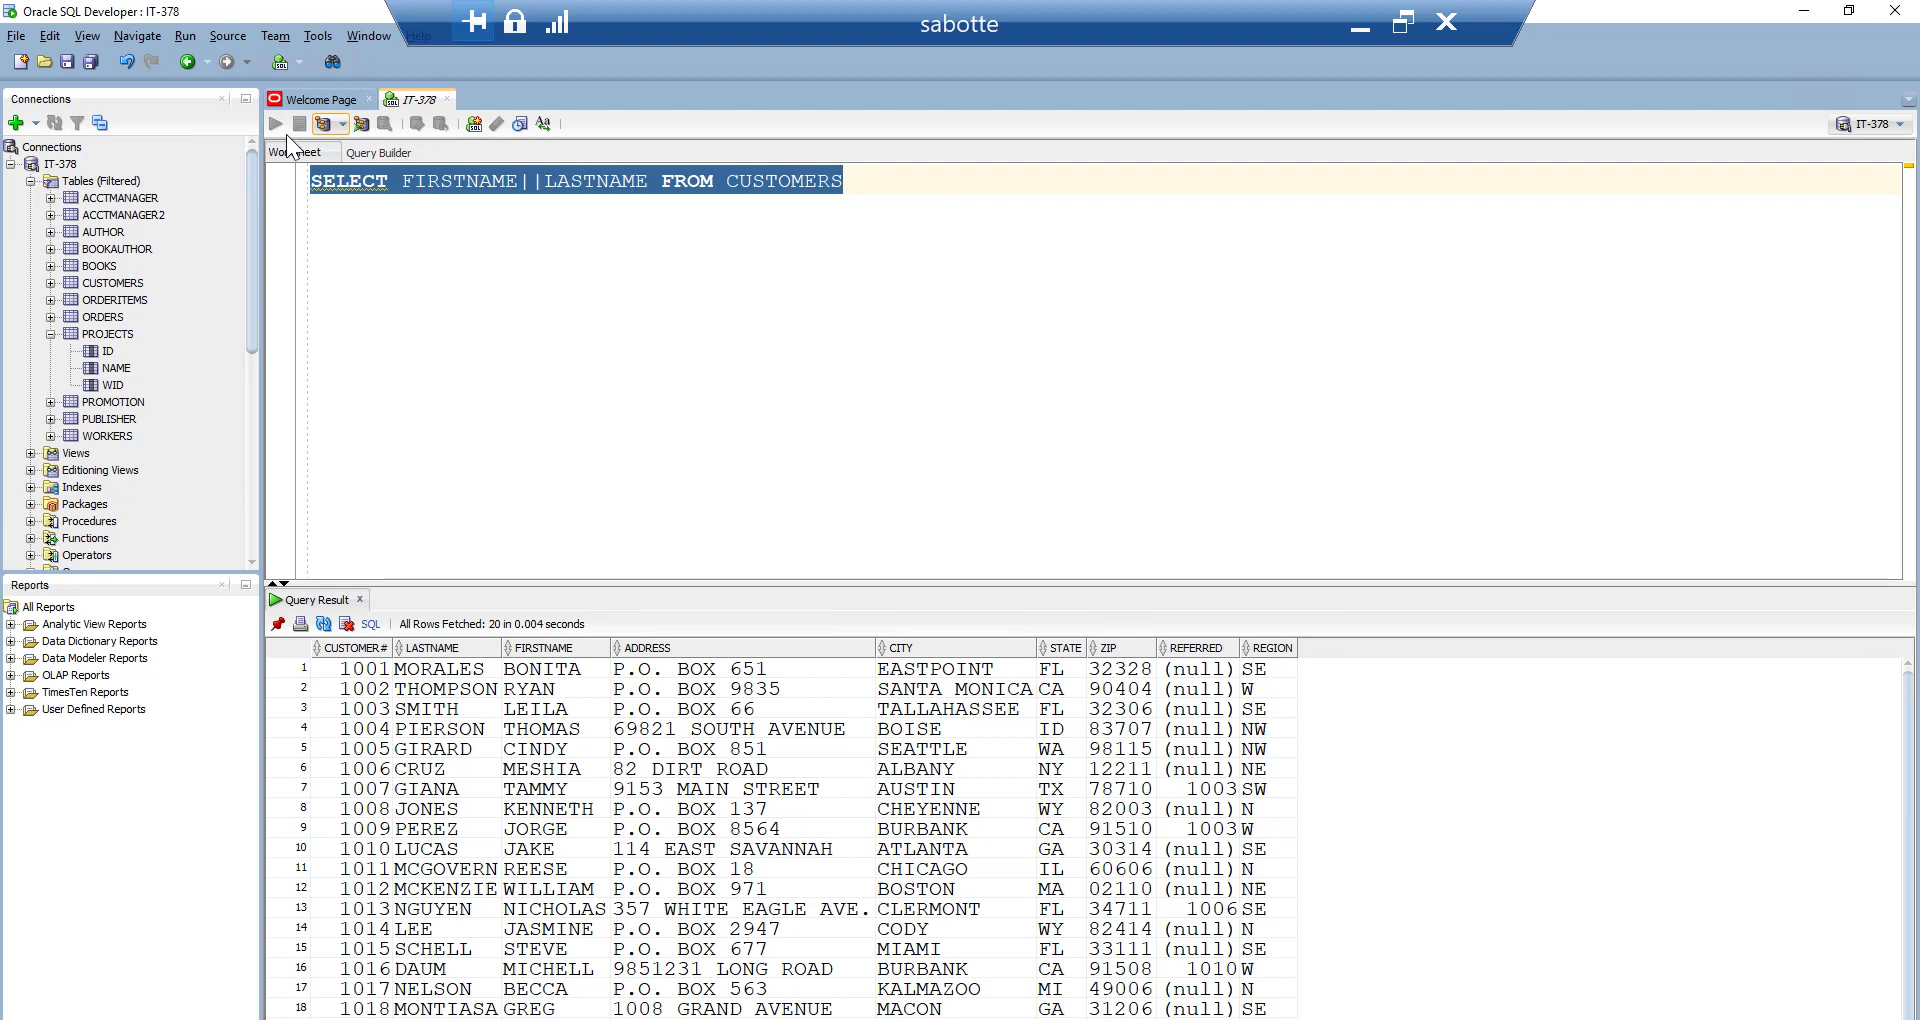 Oracle SQL Developer : IT-378
sabotte
File Edit View Navigate Run Source Team Tools Window Help
Connections
Welcome Page
IT-378
IT-378
Worksheet Query Builder
Connections
IT-378
Tables (Filtered)
ACCTMANAGER
ACCTMANAGER2
AUTHOR
BOOKAUTHOR
BOOKS
CUSTOMERS
ORDERITEMS
ORDERS
PROJECTS
ID
NAME
WID
PROMOTION
PUBLISHER
WORKERS
Views
Editioning Views
Indexes
Packages
Procedures
Functions
Operators
SELECT FIRSTNAME||LASTNAME FROM CUSTOMERS
Reports
All Reports
Analytic View Reports
Data Dictionary Reports
Data Modeler Reports
OLAP Reports
TimesTen Reports
User Defined Reports
Query Result
SQL | All Rows Fetched: 20 in 0.004 seconds
CUSTOMER# LASTNAME FIRSTNAME ADDRESS CITY STATE ZIP REFERRED REGION
1 1001 MORALES BONITA P.O. BOX 651 EASTPOINT FL 32328 (null) SE
2 1002 THOMPSON RYAN P.O. BOX 9835 SANTA MONICA CA 90404 (null) W
3 1003 SMITH LEILA P.O. BOX 66 TALLAHASSEE FL 32306 (null) SE
4 1004 PIERSON THOMAS 69821 SOUTH AVENUE BOISE ID 83707 (null) NW
5 1005 GIRARD CINDY P.O. BOX 851 SEATTLE WA 98115 (null) NW
6 1006 CRUZ MESHIA 82 DIRT ROAD ALBANY NY 12211 (null) NE
7 1007 GIANA TAMMY 9153 MAIN STREET AUSTIN TX 78710 1003 SW
8 1008 JONES KENNETH P.O. BOX 137 CHEYENNE WY 82003 (null) N
9 1009 PEREZ JORGE P.O. BOX 8564 BURBANK CA 91510 1003 W
10 1010 LUCAS JAKE 114 EAST SAVANNAH ATLANTA GA 30314 (null) SE
11 1011 MCGOVERN REESE P.O. BOX 18 CHICAGO IL 60606 (null) N
12 1012 MCKENZIE WILLIAM P.O. BOX 971 BOSTON MA 02110 (null) NE
13 1013 NGUYEN NICHOLAS 357 WHITE EAGLE AVE. CLERMONT FL 34711 1006 SE
14 1014 LEE JASMINE P.O. BOX 2947 CODY WY 82414 (null) N
15 1015 SCHELL STEVE P.O. BOX 677 MIAMI FL 33111 (null) SE
16 1016 DAUM MICHELL 9851231 LONG ROAD BURBANK CA 91508 1010 W
17 1017 NELSON BECCA P.O. BOX 563 KALMAZOO MI 49006 (null) N
18 1018 MONTIASA GREG 1008 GRAND AVENUE MACON GA 31206 (null) SE